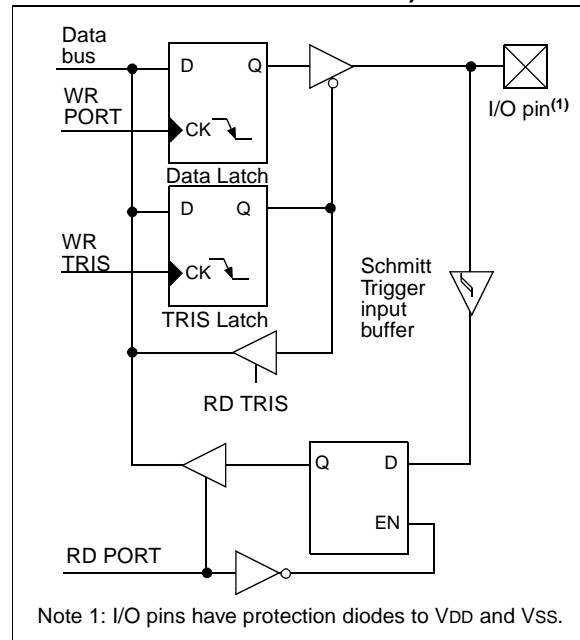 Data
bus
D
Q
WR
PORT
CK
I/O pin(1)
Data Latch
D
Q
WR
TRIS
CK
Schmitt
Trigger
input
buffer
TRIS Latch
RD TRIS
Q
D
EN
RD PORT
Note 1: I/O pins have protection diodes to VDD and VSS.